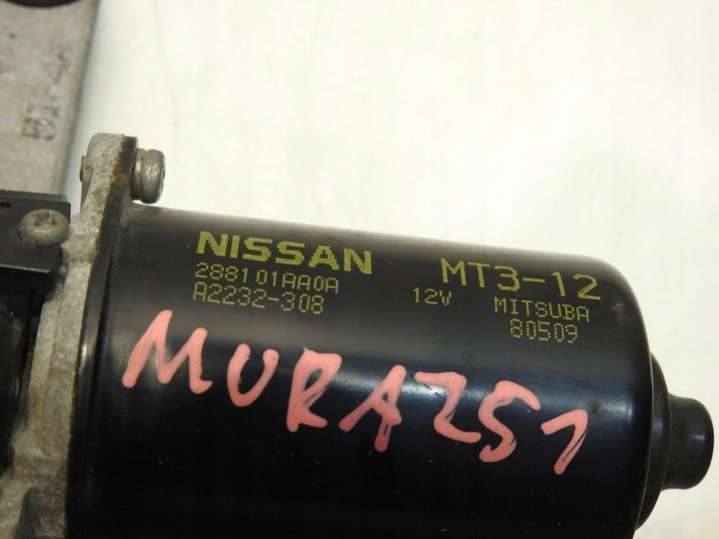 NISSAN MT3-12
288101AA0A 12V MITSUBA
A2232-308 80509
MURAZ51